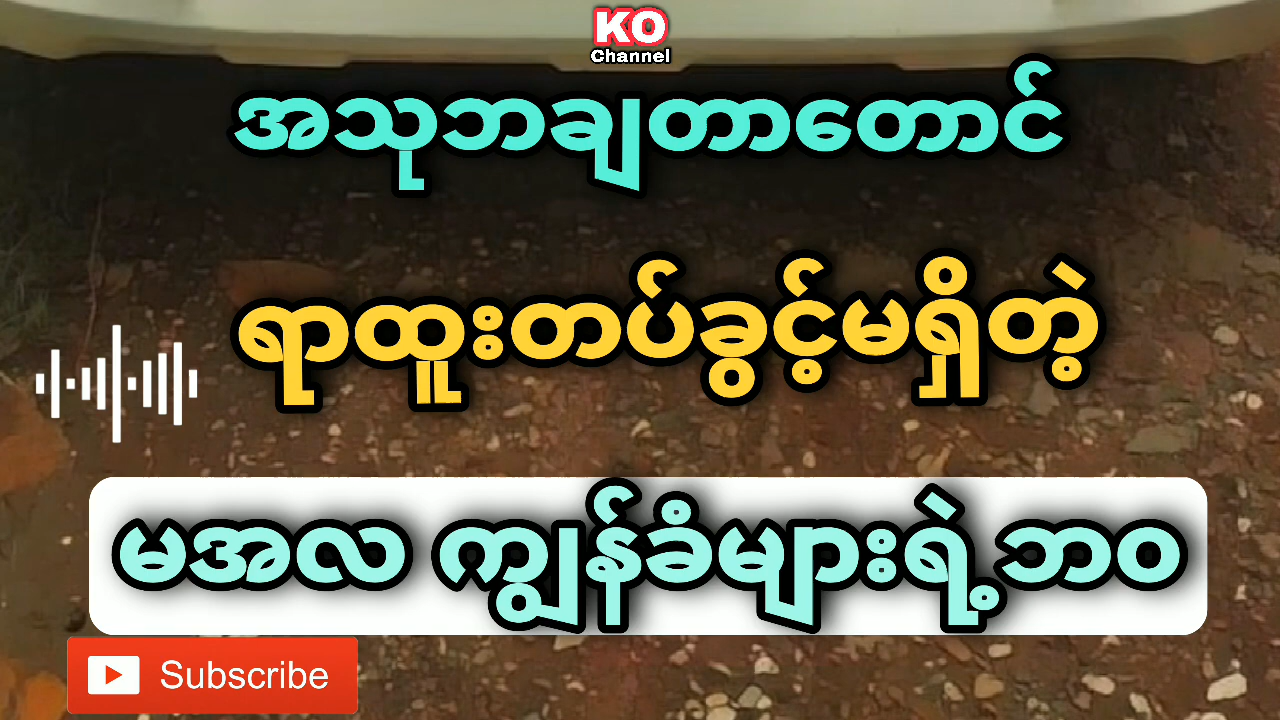 KO
Channel
အသုဘချတာတောင်
ရာထူးတပ်ခွင့်မရှိတဲ့
မအလ ကျွန်ခံများရဲ့ဘဝ
Subscribe